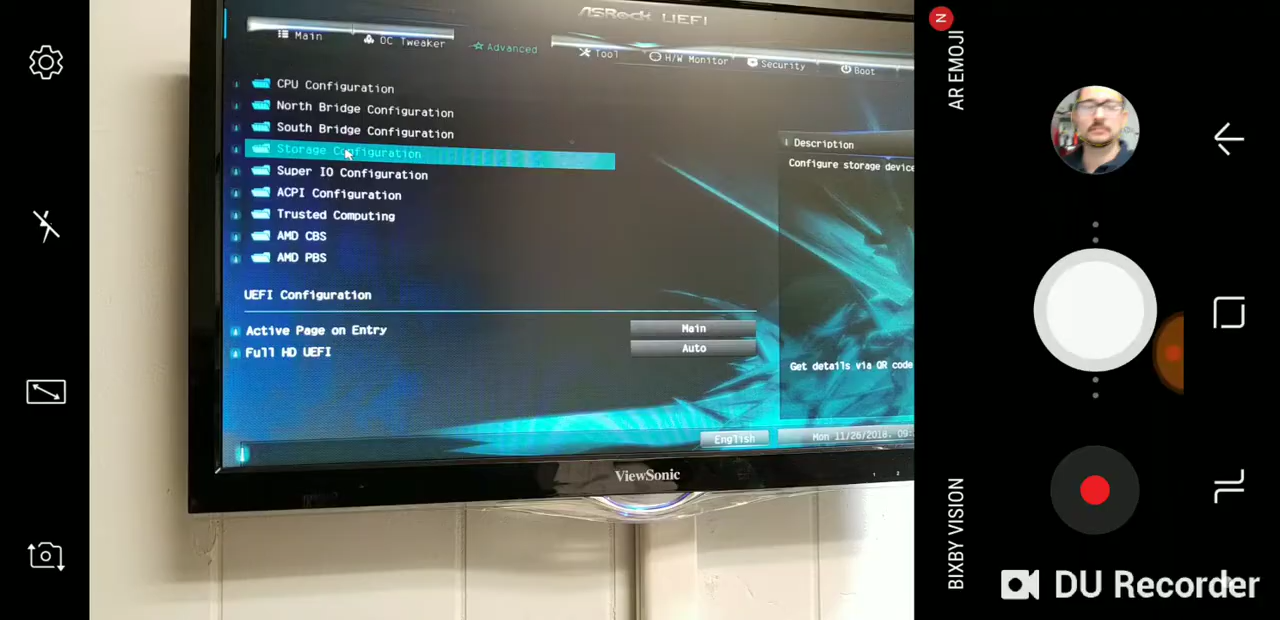 ASRock UEFI
Main
OC Tweaker
Advanced
Tool
H/W Monitor
Security
Boot
CPU Configuration
North Bridge Configuration
South Bridge Configuration
Storage Configuration
Super IO Configuration
ACPI Configuration
Trusted Computing
AMD CBS
AMD PBS
UEFI Configuration
Active Page on Entry
Main
Full HD UEFI
Auto
Description
Configure storage device
Get details via QR code
English
Mon 11/26/2018. 09:
ViewSonic
N
AR EMOJI
BIXBY VISION
DU Recorder